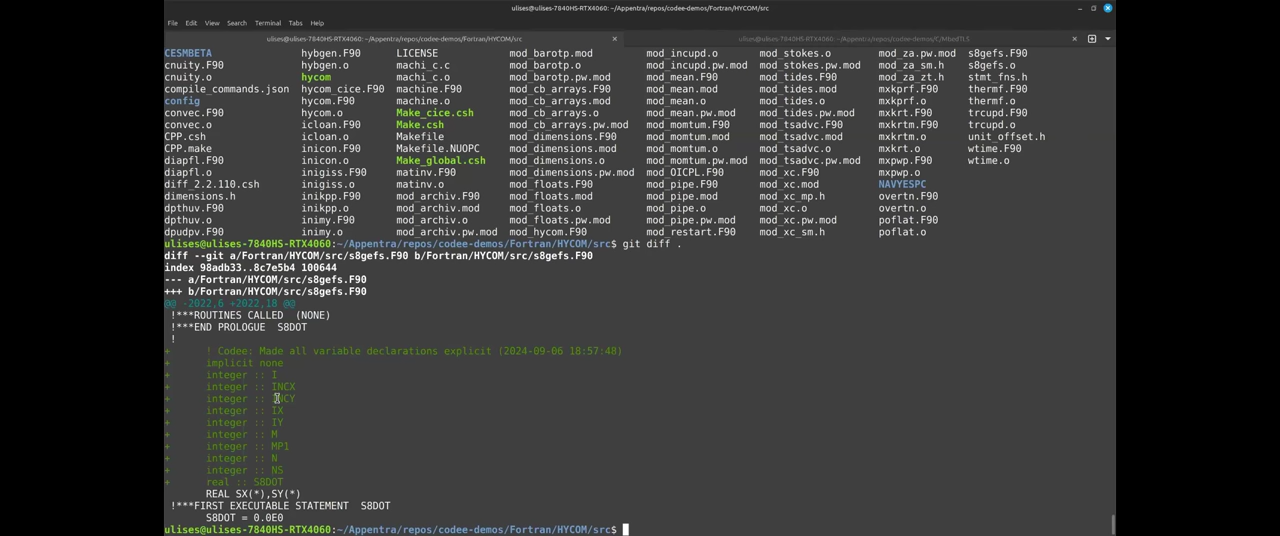 ulises@ulises-7840HS-RTX4060: ~/Appentra/repos/codee-demos/Fortran/HYCOM/src
File Edit View Search Terminal Tabs Help
ulises@ulises-7840HS-RTX4060: ~/Appentra/repos/codee-demos/Fortran/HYCOM/src ulises@ulises-7840HS-RTX4060: ~/Appentra/repos/codee-demos/C/MbedTLS
CESMBETA hybgen.F90 LICENSE mod_barotp.mod mod_incupd.o mod_stokes.o mod_za.pw.mod s8gefs.F90
cnuity.F90 hybgen.o machi_c.c mod_barotp.o mod_incupd.pw.mod mod_stokes.pw.mod mod_za_sm.h s8gefs.o
cnuity.o hycom machi_c.o mod_barotp.pw.mod mod_mean.F90 mod_tides.F90 mod_za_zt.h stmt_fns.h
compile_commands.json hycom_cice.F90 machine.F90 mod_cb_arrays.F90 mod_mean.mod mod_tides.mod mxkprf.F90 thermf.F90
config hycom.F90 machine.o mod_cb_arrays.mod mod_mean.o mod_tides.o mxkprf.o thermf.o
convec.F90 hycom.o Make_cice.csh mod_cb_arrays.o mod_mean.pw.mod mod_tides.pw.mod mxkrt.F90 trcupd.F90
convec.o icloan.F90 Make.csh mod_cb_arrays.pw.mod mod_momtum.F90 mod_tsadvc.F90 mxkrtm.F90 trcupd.o
CPP.csh icloan.o Makefile mod_dimensions.F90 mod_momtum.mod mod_tsadvc.mod mxkrtm.o unit_offset.h
CPP.make inicon.F90 Makefile.NUOPC mod_dimensions.mod mod_momtum.o mod_tsadvc.o mxkrt.o wtime.F90
diapfl.F90 inicon.o Make_global.csh mod_dimensions.o mod_momtum.pw.mod mod_tsadvc.pw.mod mxpwp.F90 wtime.o
diapfl.o inigiss.F90 matinv.F90 mod_dimensions.pw.mod mod_OICPL.F90 mod_xc.F90 mxpwp.o
diff_2.2.110.csh inigiss.o matinv.o mod_floats.F90 mod_pipe.F90 mod_xc.mod NAVYESPC
dimensions.h inikpp.F90 mod_archiv.F90 mod_floats.mod mod_pipe.mod mod_xc_mp.h overtn.F90
dpthuv.F90 inikpp.o mod_archiv.mod mod_floats.o mod_pipe.o mod_xc.o overtn.o
dpthuv.o inimy.F90 mod_archiv.o mod_floats.pw.mod mod_pipe.pw.mod mod_xc.pw.mod poflat.F90
dpudpv.F90 inimy.o mod_archiv.pw.mod mod_hycom.F90 mod_restart.F90 mod_xc_sm.h poflat.o
ulises@ulises-7840HS-RTX4060:~/Appentra/repos/codee-demos/Fortran/HYCOM/src$ git diff .
diff --git a/Fortran/HYCOM/src/s8gefs.F90 b/Fortran/HYCOM/src/s8gefs.F90
index 98adb33..8c7e5b4 100644
--- a/Fortran/HYCOM/src/s8gefs.F90
+++ b/Fortran/HYCOM/src/s8gefs.F90
@@ -2022,6 +2022,18 @@
!***ROUTINES CALLED (NONE)
!***END PROLOGUE S8DOT
!
+ ! Codee: Made all variable declarations explicit (2024-09-06 18:57:48)
+ implicit none
+ integer :: I
+ integer :: INCX
+ integer :: INCY
+ integer :: IX
+ integer :: IY
+ integer :: M
+ integer :: MP1
+ integer :: N
+ integer :: NS
+ real :: S8DOT
REAL SX(*),SY(*)
!***FIRST EXECUTABLE STATEMENT S8DOT
S8DOT = 0.0E0
ulises@ulises-7840HS-RTX4060:~/Appentra/repos/codee-demos/Fortran/HYCOM/src$